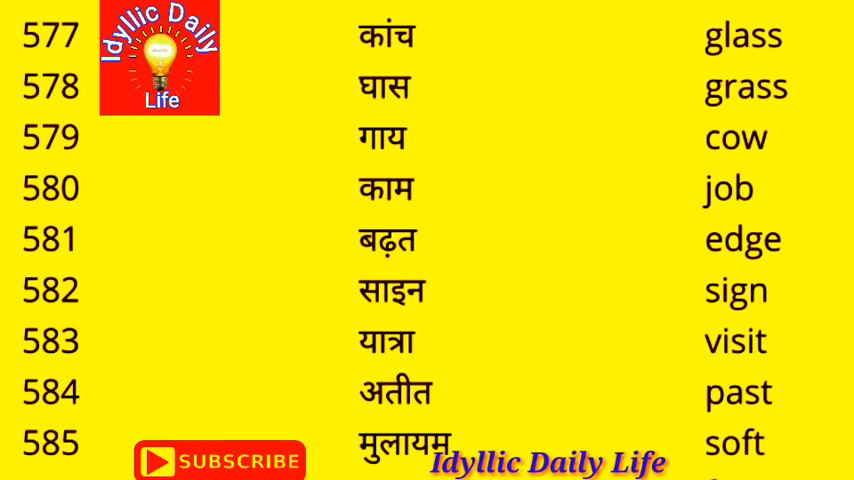 577 कांच glass
Idyllic Daily
Life
578 घास grass
579 गाय cow
580 काम job
581 बढ़त edge
582 साइन sign
583 यात्रा visit
584 अतीत past
585 मुलायम soft
SUBSCRIBE
Idyllic Daily Life